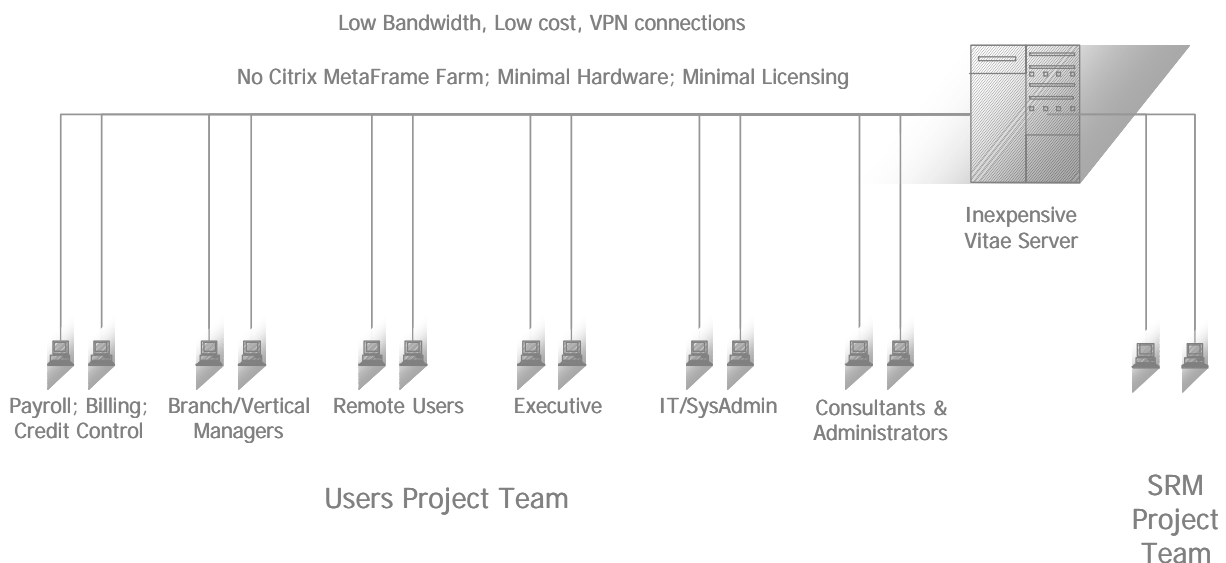 Low Bandwidth, Low cost, VPN connections
No Citrix MetaFrame Farm; Minimal Hardware; Minimal Licensing
Inexpensive
Vitae Server
Payroll; Billing;
Credit Control
Branch/Vertical
Managers
Remote Users
Executive
IT/SysAdmin
Consultants &
Administrators
Users Project Team
SRM
Project
Team